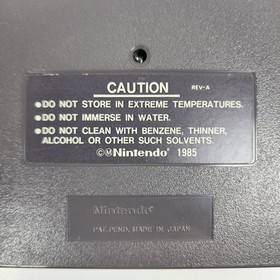 CAUTION REV-A
●DO NOT STORE IN EXTREME TEMPERATURES.
●DO NOT IMMERSE IN WATER.
●DO NOT CLEAN WITH BENZENE, THINNER,
ALCOHOL OR OTHER SUCH SOLVENTS.
©ⓂNintendo® 1985
Nintendo®
PAT.PEND. MADE IN JAPAN